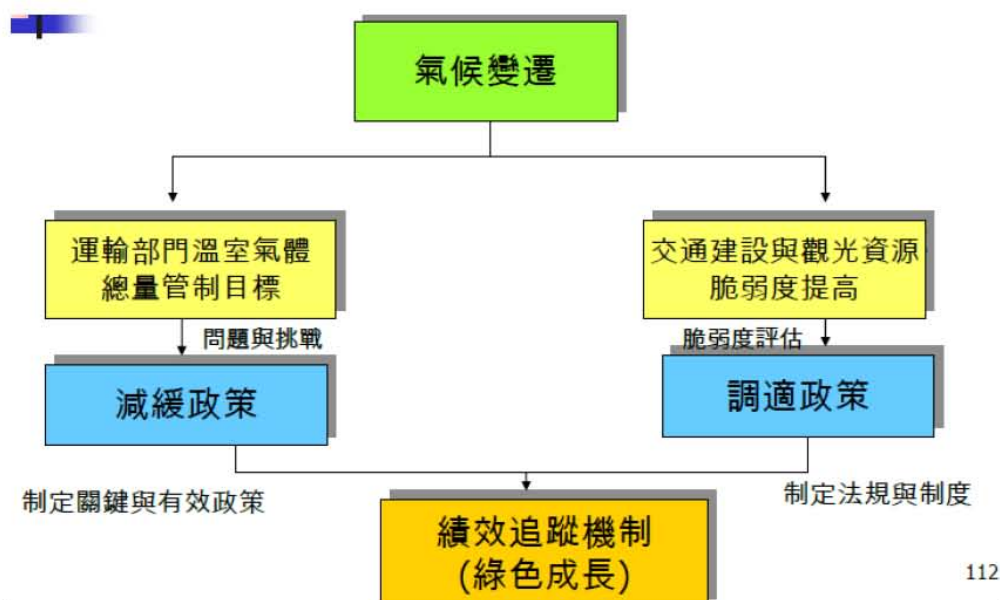 氣候變遷
運輸部門溫室氣體
總量管制目標
交通建設與觀光資源
脆弱度提高
問題與挑戰
脆弱度評估
減緩政策
調適政策
制定關鍵與有效政策
制定法規與制度
績效追蹤機制
(綠色成長)
112